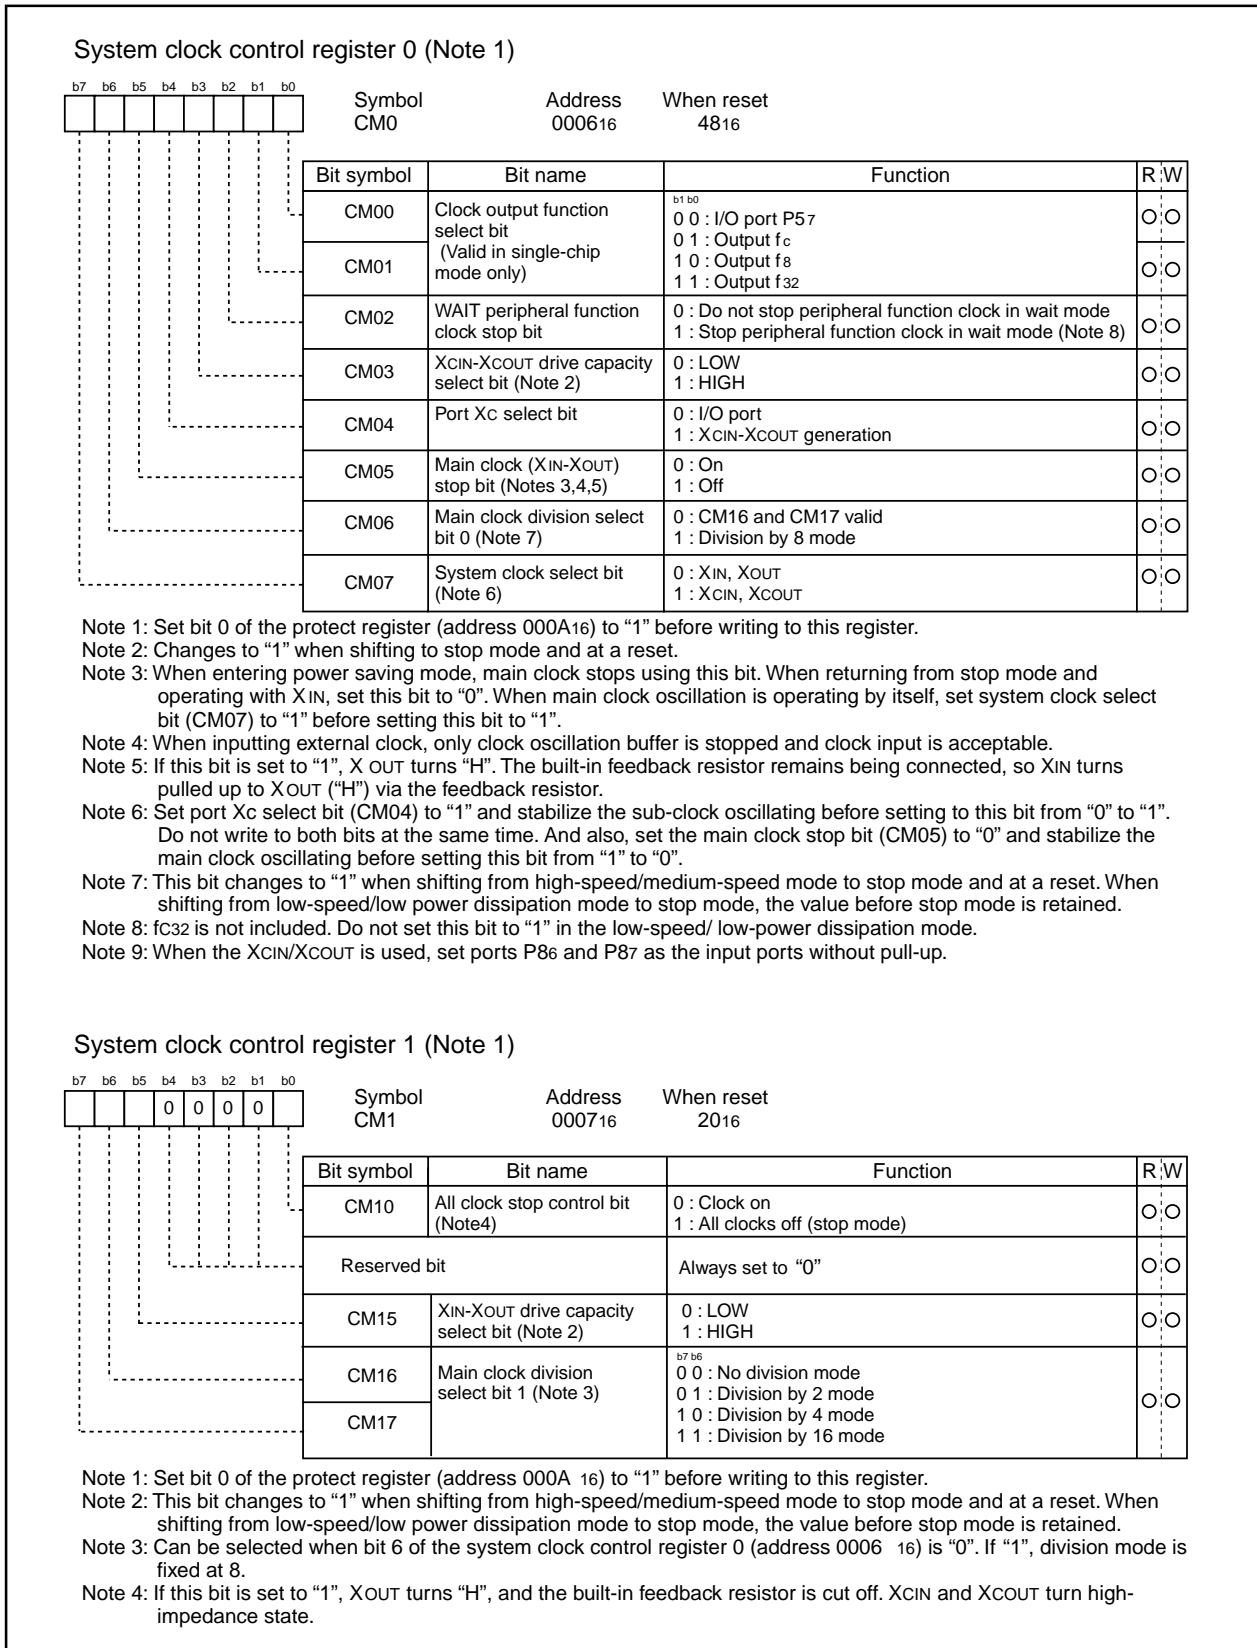 System clock control register 0 (Note 1)
b7 b6 b5 b4 b3 b2 b1 b0
Symbol Address When reset
CM0 000616 4816
Bit symbol Bit name Function R W
CM00 Clock output function select bit (Valid in single-chip mode only)
CM01
b1 b0
0 0 : I/O port P57
0 1 : Output fc
1 0 : Output f8
1 1 : Output f32
CM02 WAIT peripheral function clock stop bit
0 : Do not stop peripheral function clock in wait mode
1 : Stop peripheral function clock in wait mode (Note 8)
CM03 XCIN-XCOUT drive capacity select bit (Note 2)
0 : LOW
1 : HIGH
CM04 Port XC select bit
0 : I/O port
1 : XCIN-XCOUT generation
CM05 Main clock (XIN-XOUT) stop bit (Notes 3,4,5)
0 : On
1 : Off
CM06 Main clock division select bit 0 (Note 7)
0 : CM16 and CM17 valid
1 : Division by 8 mode
CM07 System clock select bit (Note 6)
0 : XIN, XOUT
1 : XCIN, XCOUT
Note 1: Set bit 0 of the protect register (address 000A16) to “1” before writing to this register.
Note 2: Changes to “1” when shifting to stop mode and at a reset.
Note 3: When entering power saving mode, main clock stops using this bit. When returning from stop mode and
operating with XIN, set this bit to “0”. When main clock oscillation is operating by itself, set system clock select
bit (CM07) to “1” before setting this bit to “1”.
Note 4: When inputting external clock, only clock oscillation buffer is stopped and clock input is acceptable.
Note 5: If this bit is set to “1”, X OUT turns “H”. The built-in feedback resistor remains being connected, so XIN turns
pulled up to XOUT (“H”) via the feedback resistor.
Note 6: Set port Xc select bit (CM04) to “1” and stabilize the sub-clock oscillating before setting to this bit from “0” to “1”.
Do not write to both bits at the same time. And also, set the main clock stop bit (CM05) to “0” and stabilize the
main clock oscillating before setting this bit from “1” to “0”.
Note 7: This bit changes to “1” when shifting from high-speed/medium-speed mode to stop mode and at a reset. When
shifting from low-speed/low power dissipation mode to stop mode, the value before stop mode is retained.
Note 8: fC32 is not included. Do not set this bit to “1” in the low-speed/ low-power dissipation mode.
Note 9: When the XCIN/XCOUT is used, set ports P86 and P87 as the input ports without pull-up.
System clock control register 1 (Note 1)
b7 b6 b5 b4 b3 b2 b1 b0
0 0 0 0
Symbol Address When reset
CM1 000716 2016
Bit symbol Bit name Function R W
CM10 All clock stop control bit (Note4)
0 : Clock on
1 : All clocks off (stop mode)
Reserved bit Always set to “0”
CM15 XIN-XOUT drive capacity select bit (Note 2)
0 : LOW
1 : HIGH
CM16 Main clock division select bit 1 (Note 3)
CM17
b7 b6
0 0 : No division mode
0 1 : Division by 2 mode
1 0 : Division by 4 mode
1 1 : Division by 16 mode
Note 1: Set bit 0 of the protect register (address 000A 16) to “1” before writing to this register.
Note 2: This bit changes to “1” when shifting from high-speed/medium-speed mode to stop mode and at a reset. When
shifting from low-speed/low power dissipation mode to stop mode, the value before stop mode is retained.
Note 3: Can be selected when bit 6 of the system clock control register 0 (address 0006 16) is “0”. If “1”, division mode is
fixed at 8.
Note 4: If this bit is set to “1”, XOUT turns “H”, and the built-in feedback resistor is cut off. XCIN and XCOUT turn high-
impedance state.